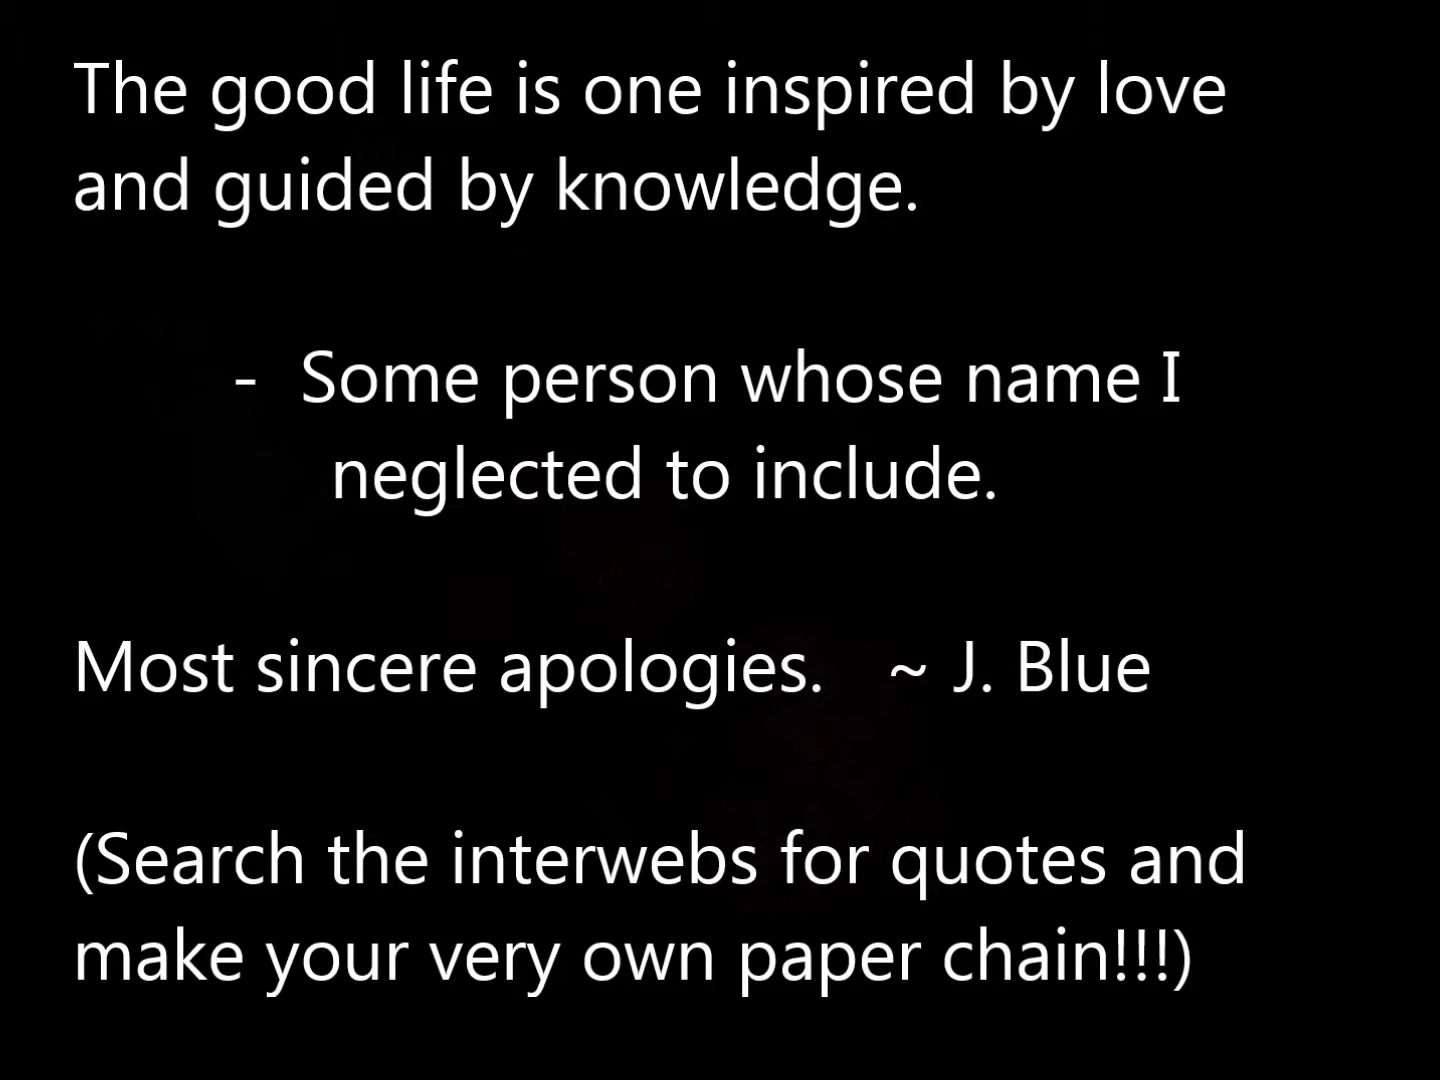 The good life is one inspired by love
and guided by knowledge.
- Some person whose name I
neglected to include.
Most sincere apologies. ~ J. Blue
(Search the interwebs for quotes and
make your very own paper chain!!!)